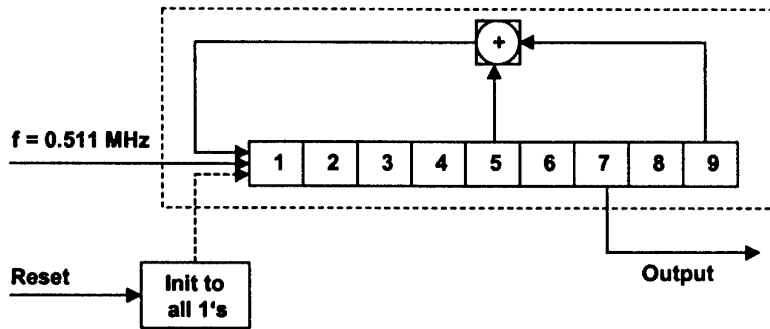 +
f = 0.511 MHz
1 2 3 4 5 6 7 8 9
Reset
Init to
all 1's
Output